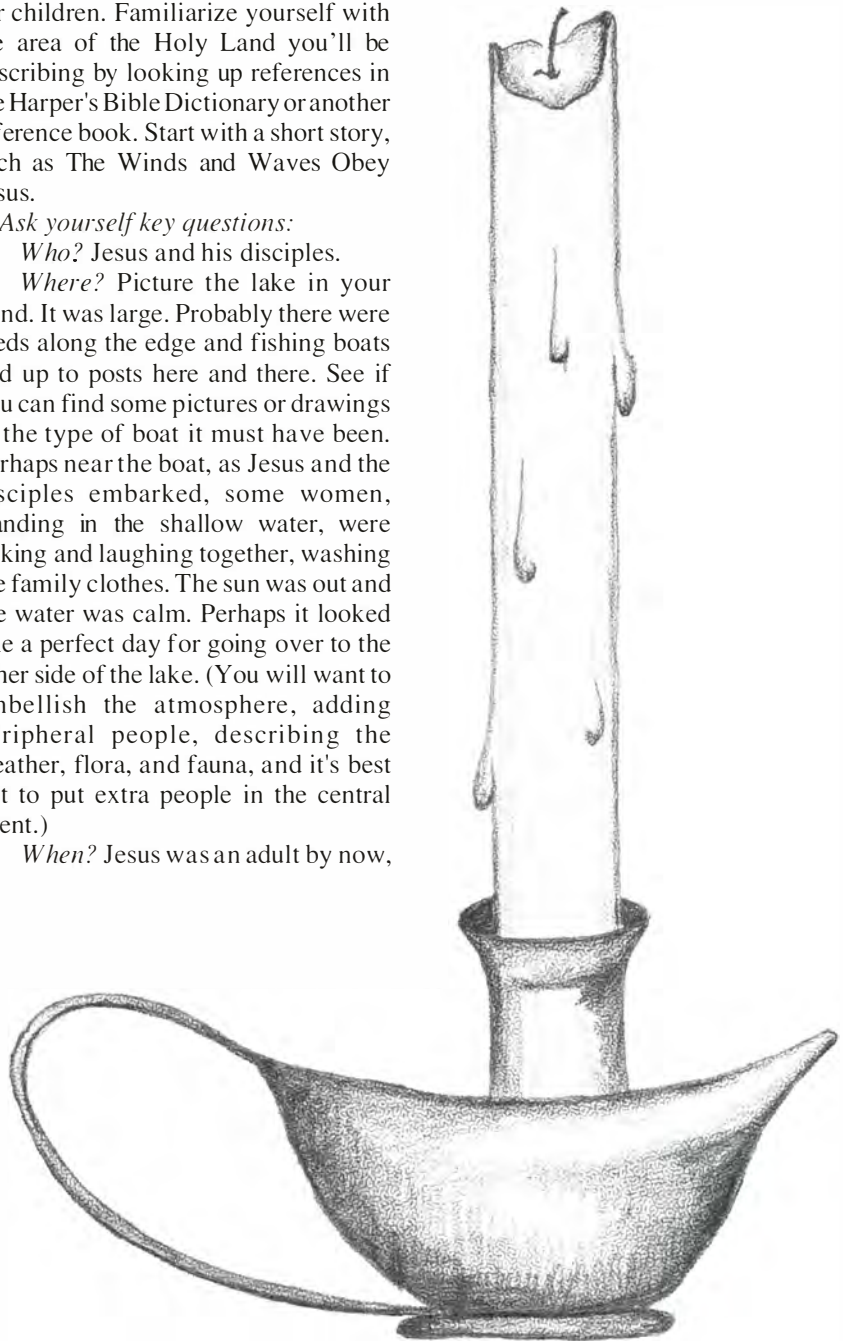 r children. Familiarize yourself with
e area of the Holy Land you'll be
scribing by looking up references in
e Harper's Bible Dictionary or another
ference book. Start with a short story,
ch as The Winds and Waves Obey
sus.
Ask yourself key questions:
Who? Jesus and his disciples.
Where? Picture the lake in your
nd. It was large. Probably there were
eds along the edge and fishing boats
d up to posts here and there. See if
u can find some pictures or drawings
the type of boat it must have been.
rhaps near the boat, as Jesus and the
sciples embarked, some women,
anding in the shallow water, were
king and laughing together, washing
e family clothes. The sun was out and
e water was calm. Perhaps it looked
e a perfect day for going over to the
her side of the lake. (You will want to
nbellish the atmosphere, adding
ripheral people, describing the
eather, flora, and fauna, and it's best
t to put extra people in the central
ent.)
When? Jesus was an adult by now,